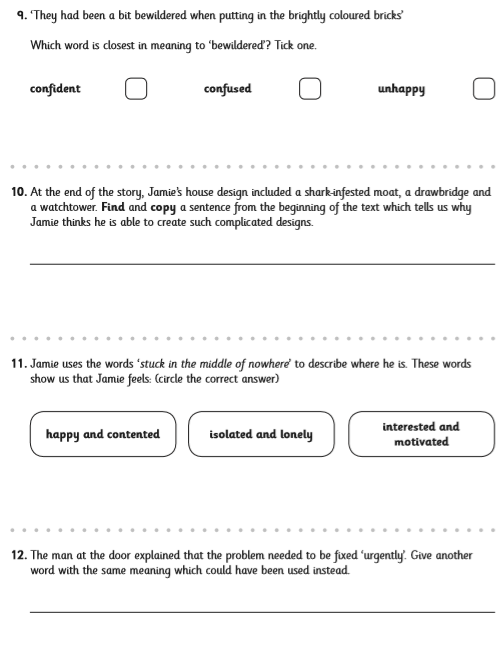 9. ‘They had been a bit bewildered when putting in the brightly coloured bricks’
Which word is closest in meaning to ‘bewildered’? Tick one.
confident confused unhappy
10. At the end of the story, Jamie's house design included a shark-infested moat, a drawbridge and
a watchtower. Find and copy a sentence from the beginning of the text which tells us why
Jamie thinks he is able to create such complicated designs.
11. Jamie uses the words ‘stuck in the middle of nowhere’ to describe where he is. These words
show us that Jamie feels: (circle the correct answer)
happy and contented isolated and lonely interested and
motivated
12. The man at the door explained that the problem needed to be fixed ‘urgently’. Give another
word with the same meaning which could have been used instead.